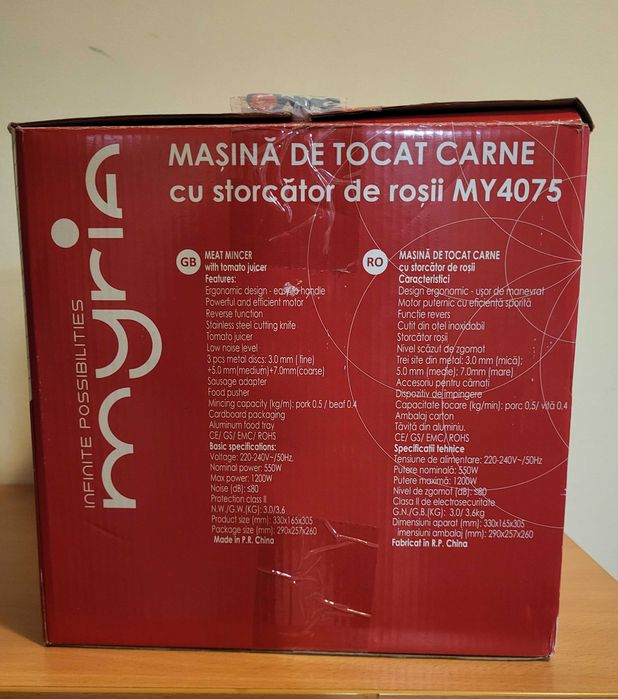 MAȘINĂ DE TOCAT CARNE
cu storcător de roșii MY4075
myria
INFINITE POSSIBILITIES
GB
MEAT MINCER
with tomato juicer
Features:
Ergonomic design - easy to handle
Powerful and efficient motor
Reverse function
Stainless steel cutting knife
Tomato juicer
Low noise level
3 pcs metal discs: 3.0 mm ( fine)
+5.0 mm(medium)+7.0mm(coarse)
Sausage adapter
Food pusher
Mincing capacity (kg/m): pork 0.5 / beaf 0.4
Cardboard packaging
Aluminum food tray
CE/ GS/ EMC/ ROHS
Basic specifications:
Voltage: 220-240V~/50Hz,
Nominal power: 550W
Max power: 1200W
Noise (dB): ≤80
Protection class II
N.W./G.W.(KG): 3.0/3.6
Product size (mm): 330x165x305
Package size (mm): 290x257x260
Made in P.R. China
RO
MAȘINĂ DE TOCAT CARNE
cu storcător de roșii
Caracteristici
Design ergonomic - ușor de manevrat
Motor puternic cu eficiență sporită
Funcție revers
Cuțit din oțel inoxidabil
Storcător roșii
Nivel scăzut de zgomot
Trei site din metal: 3.0 mm (mică);
5.0 mm (medie); 7.0mm (mare)
Accesoriu pentru cârnați
Dispozitiv de împingere
Capacitate tocare (kg/min): porc 0,5/ vită 0,4
Ambalaj carton
Tăviță din aluminiu.
CE/ GS/ EMC/ ROHS
Specificații tehnice
Tensiune de alimentare: 220-240V~/50Hz,
Putere nominală: 550W
Putere maximă: 1200W
Nivel de zgomot (dB): ≤80
Clasa II de electrosecuritate
G.N./G.B.(KG): 3.0/ 3.6kg
Dimensiuni aparat (mm): 330x165x305
imensiuni ambalaj (mm): 290x257x260
Fabricat în R.P. China